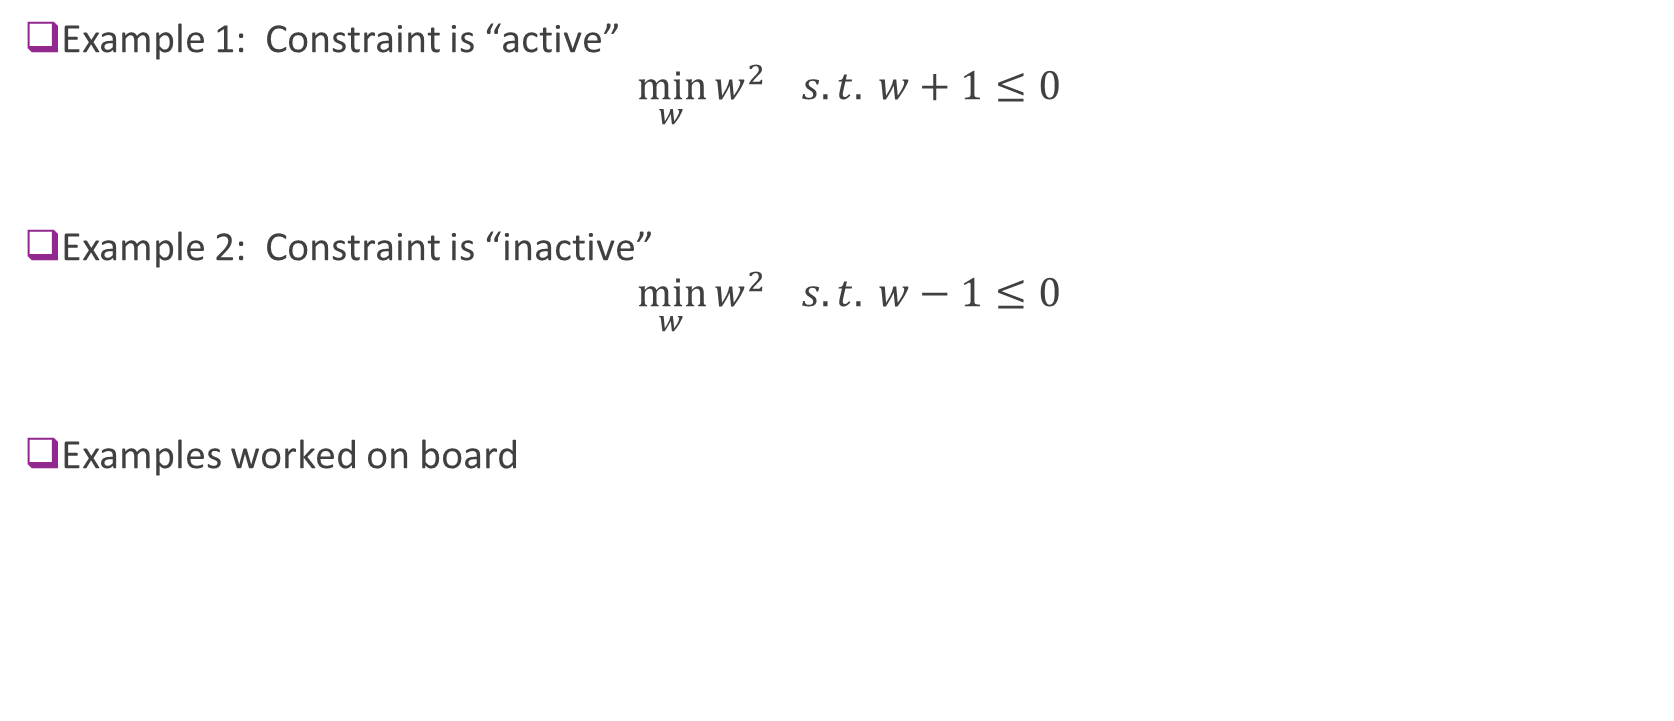 ❑Example 1: Constraint is “active”
min w² s.t. w + 1 ≤ 0
w
❑Example 2: Constraint is “inactive”
min w² s.t. w − 1 ≤ 0
w
❑Examples worked on board